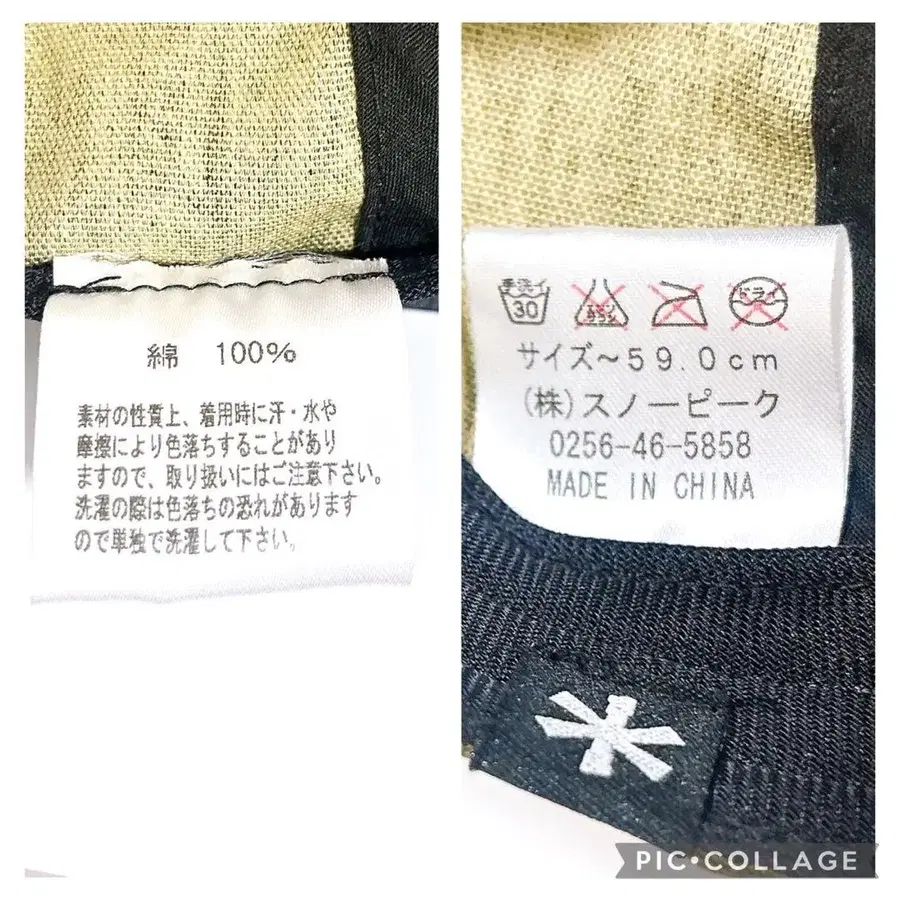 綿 100%
素材の性質上、着用時に汗・水や
摩擦により色落ちすることがあり
ますので、取り扱いにはご注意下さい。
洗濯の際は色落ちの恐れがあります
ので単独で洗濯して下さい。
手洗イ
30
エンソ
サラシ
ドライ
サイズ~59.0cm
(株)スノーピーク
0256-46-5858
MADE IN CHINA
PIC•COLLAGE